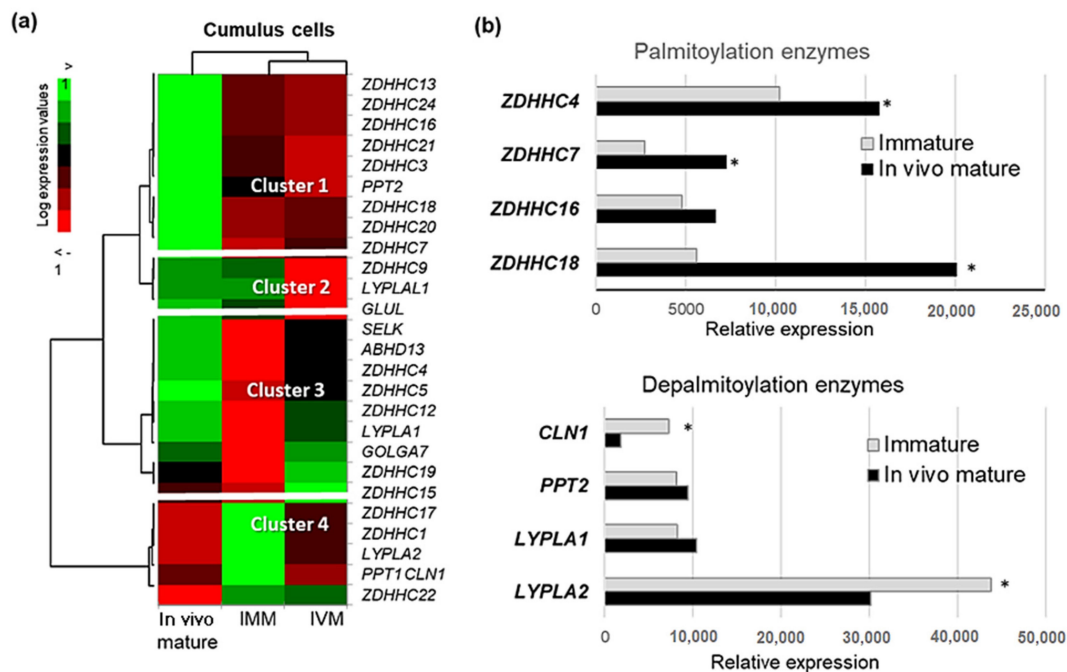 (a)
Cumulus cells
>
1
Log expression values
< -
1
ZDHHC13
ZDHHC24
ZDHHC16
ZDHHC21
ZDHHC3
PPT2
ZDHHC18
ZDHHC20
ZDHHC7
ZDHHC9
LYPLAL1
GLUL
SELK
ABHD13
ZDHHC4
ZDHHC5
ZDHHC12
LYPLA1
GOLGA7
ZDHHC19
ZDHHC15
ZDHHC17
ZDHHC1
LYPLA2
PPT1 CLN1
ZDHHC22
Cluster 1
Cluster 2
Cluster 3
Cluster 4
In vivo
mature
IMM
IVM
(b)
Palmitoylation enzymes
ZDHHC4
*
ZDHHC7
*
ZDHHC16
ZDHHC18
*
Immature
In vivo mature
0
5000
10,000
15,000
20,000
25,000
Relative expression
Depalmitoylation enzymes
CLN1
*
PPT2
LYPLA1
LYPLA2
*
Immature
In vivo mature
0
10,000
20,000
30,000
40,000
50,000
Relative expression